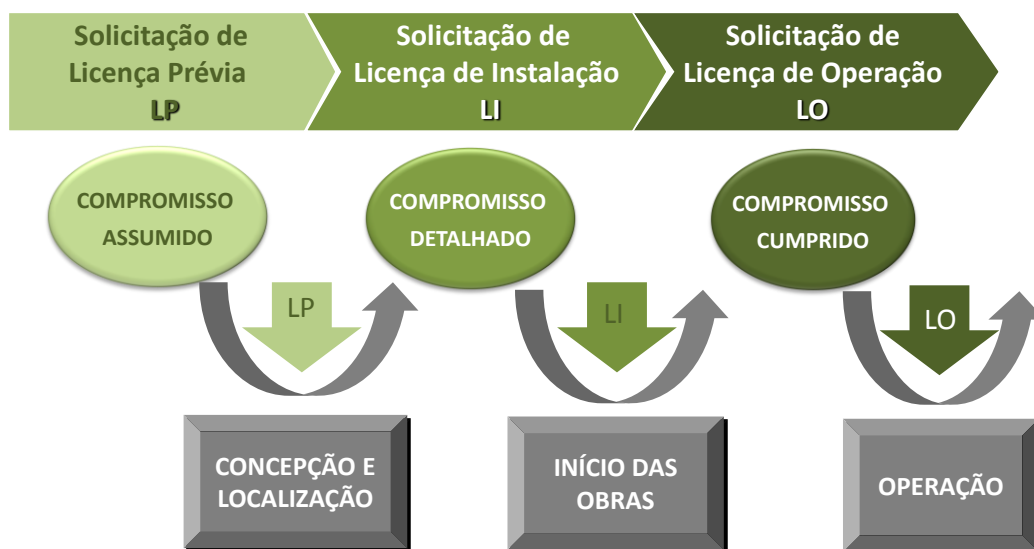 Solicitação de
Licença Prévia
LP
Solicitação de
Licença de Instalação
LI
Solicitação de
Licença de Operação
LO
COMPROMISSO
ASSUMIDO
COMPROMISSO
DETALHADO
COMPROMISSO
CUMPRIDO
LP
LI
LO
CONCEPÇÃO E
LOCALIZAÇÃO
INÍCIO DAS
OBRAS
OPERAÇÃO